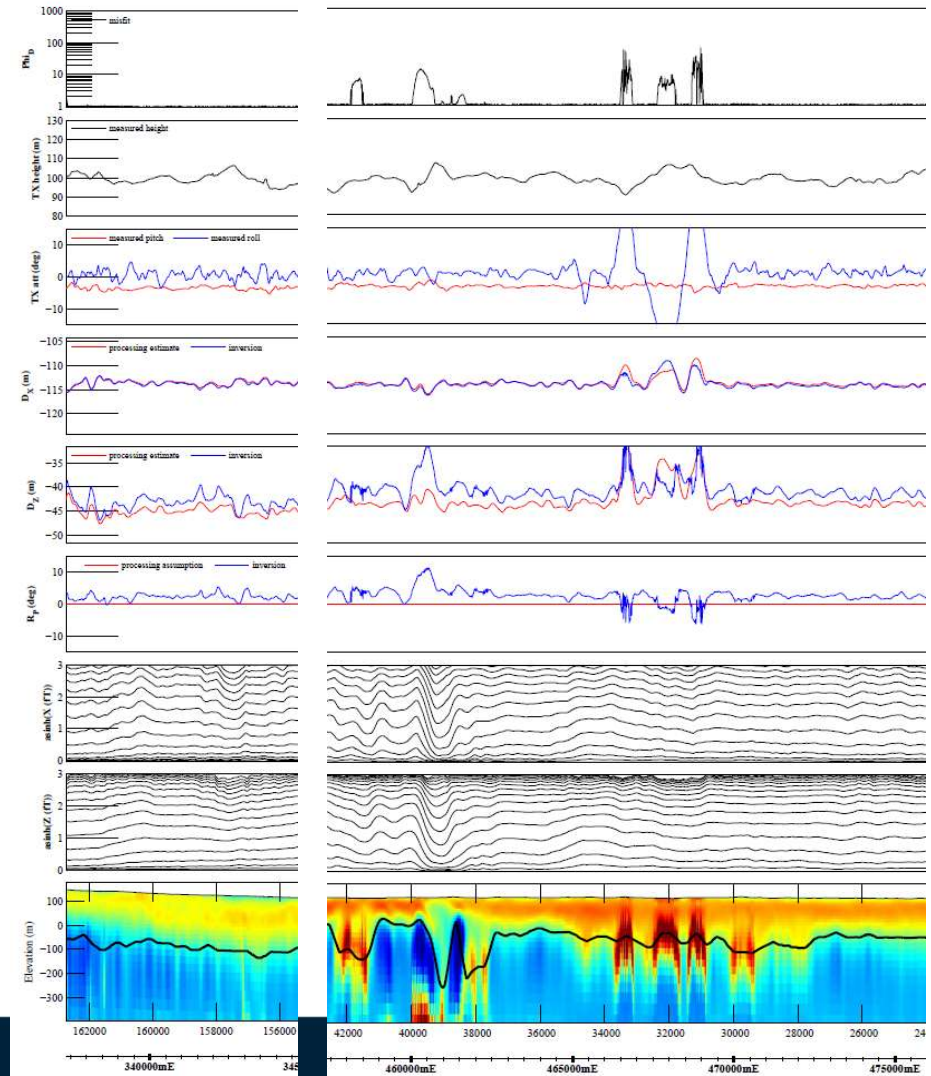 1000
misfit
100
10
1
Phi_D
130
measured height
120
110
100
90
80
TX height (m)
measured pitch measured roll
10
0
−10
TX att (deg)
−105
processing estimate inversion
−110
−115
−120
D_X (m)
processing estimate inversion
−35
−40
−45
−50
D_Z (m)
processing assumption inversion
10
0
−10
R_P (deg)
3
2
1
0
asinh(X (fT))
3
2
1
0
asinh(Z (fT))
100
0
−100
−200
−300
Elevation (m)
162000 160000 158000 156000 42000 40000 38000 36000 34000 32000 30000 28000 26000 24
340000mE 345 460000mE 465000mE 470000mE 475000mE